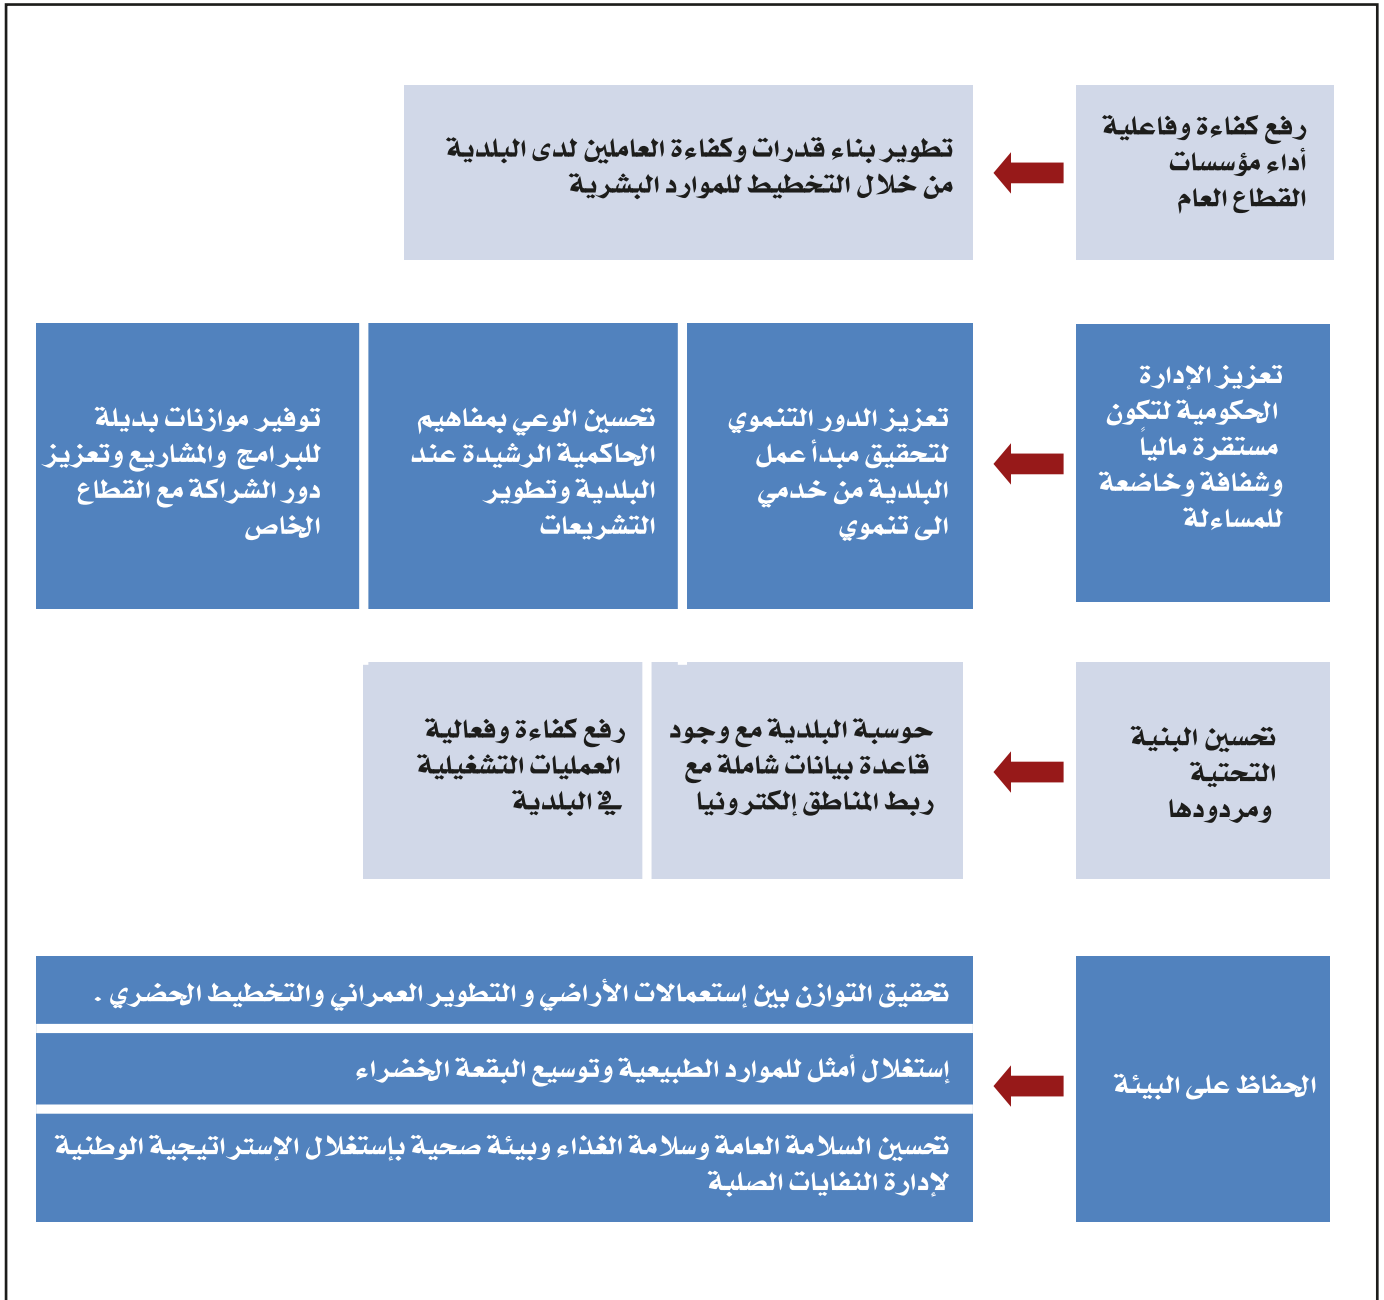 رفع كفاءة وفاعلية
أداء مؤسسات
القطاع العام
تطوير بناء قدرات وكفاءة العاملين لدى البلدية
من خلال التخطيط للموارد البشرية
تعزيز الإدارة
الحكومية لتكون
مستقرة مالياً
وشفافة وخاضعة
للمساءلة
تعزيز الدور التنموي
لتحقيق مبدأ عمل
البلدية من خدمي
الى تنموي
تحسين الوعي بمفاهيم
الحاكمية الرشيدة عند
البلدية وتطوير
التشريعات
توفير موازنات بديلة
للبرامج والمشاريع وتعزيز
دور الشراكة مع القطاع
الخاص
تحسين البنية
التحتية
ومردودها
حوسبة البلدية مع وجود
قاعدة بيانات شاملة مع
ربط المناطق إلكترونيا
رفع كفاءة وفعالية
العمليات التشغيلية
في البلدية
الحفاظ على البيئة
تحقيق التوازن بين إستعمالات الأراضي و التطوير العمراني والتخطيط الحضري .
إستغلال أمثل للموارد الطبيعية وتوسيع البقعة الخضراء
تحسين السلامة العامة وسلامة الغذاء وبيئة صحية بإستغلال الإستراتيجية الوطنية
لإدارة النفايات الصلبة